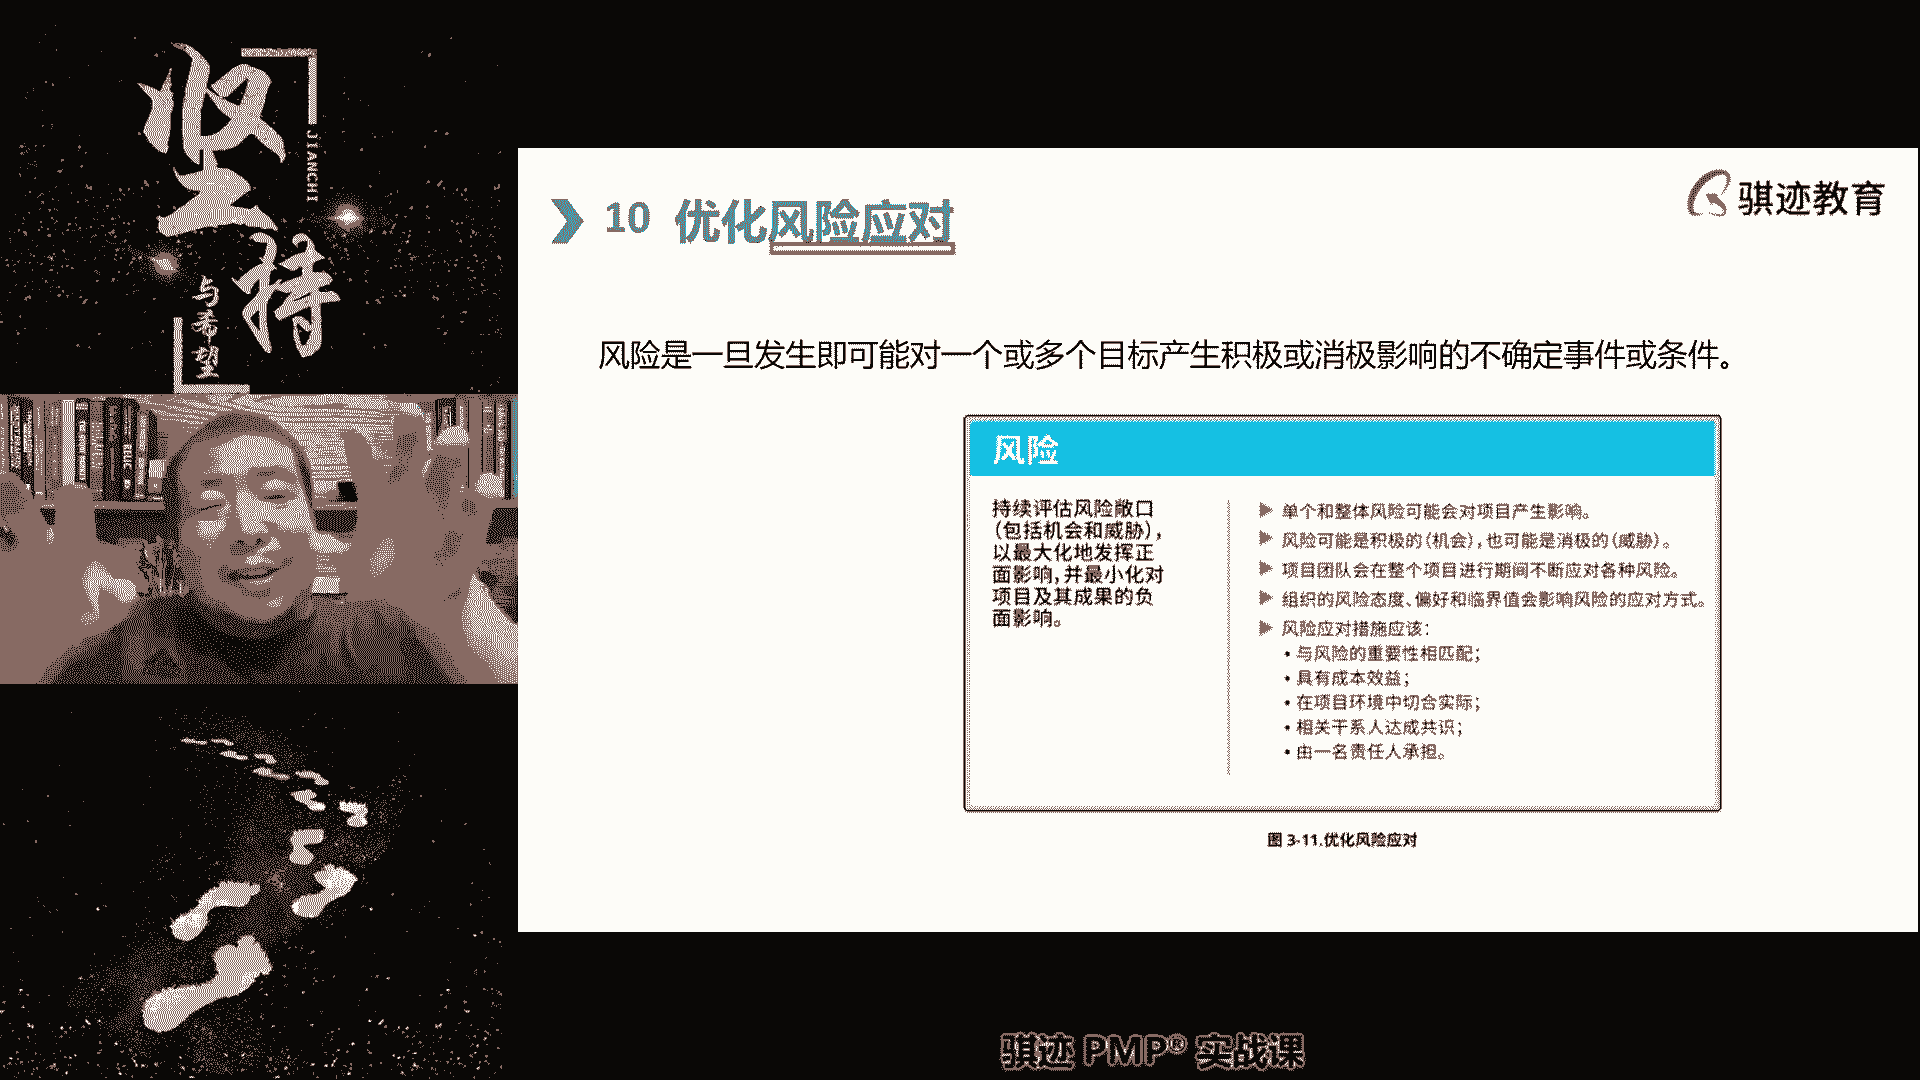 坚持
JIANCHI
与希望
骐迹教育
10 优化风险应对
风险是一旦发生即可能对一个或多个目标产生积极或消极影响的不确定事件或条件。
风险
持续评估风险敞口
（包括机会和威胁），
以最大化地发挥正
面影响，并最小化对
项目及其成果的负
面影响。
单个和整体风险可能会对项目产生影响。
风险可能是积极的（机会），也可能是消极的（威胁）。
项目团队会在整个项目进行期间不断应对各种风险。
组织的风险态度、偏好和临界值会影响风险的应对方式。
风险应对措施应该：
• 与风险的重要性相匹配；
• 具有成本效益；
• 在项目环境中切合实际；
• 相关干系人达成共识；
• 由一名责任人承担。
图 3-11.优化风险应对
骐迹 PMP® 实战课